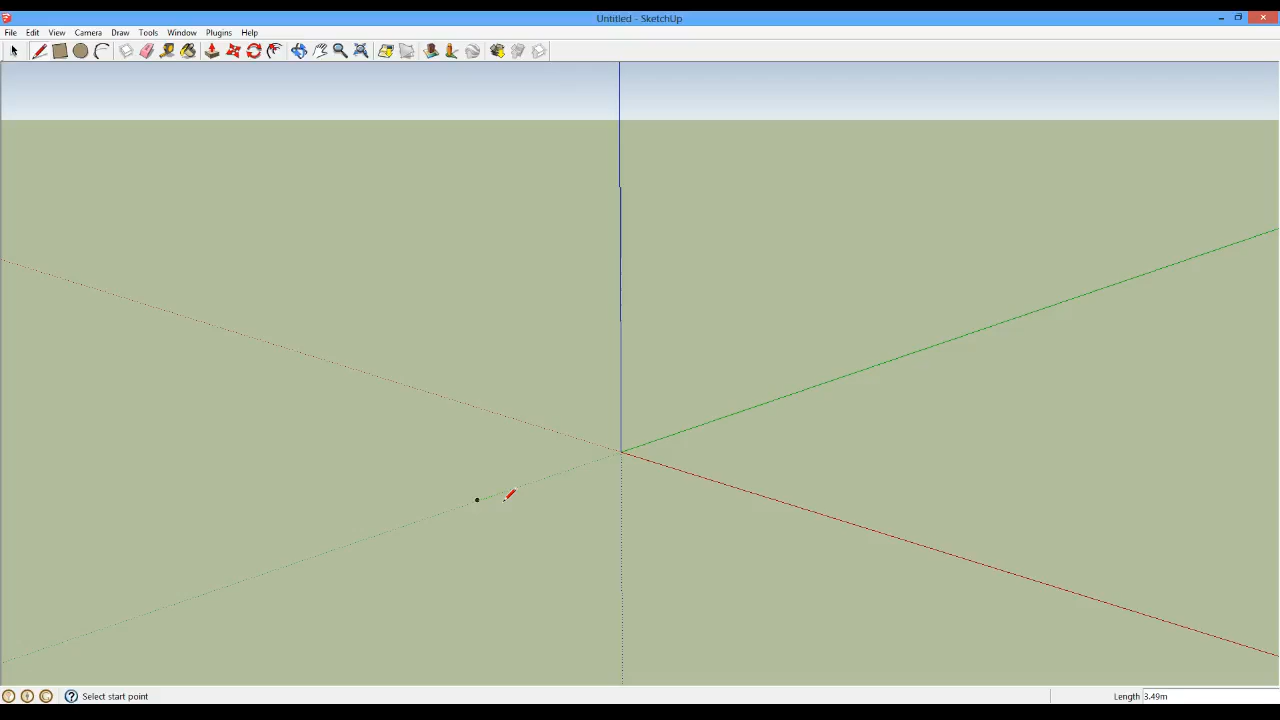 Untitled - SketchUp
File Edit View Camera Draw Tools Window Plugins Help
Select start point
Length 3.49m